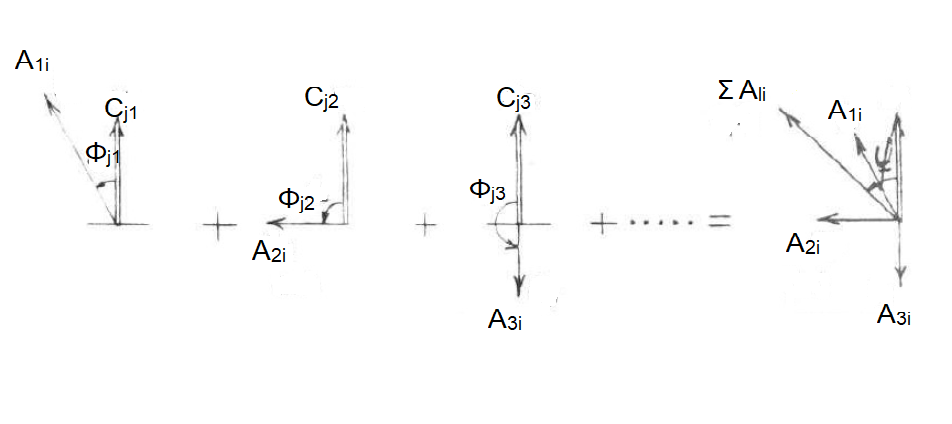 A1i
Cj1
Φj1
+
Cj2
Φj2
A2i
+
Cj3
Φj3
A3i
+ ..... =
Σ Ali
A1i
A2i
A3i